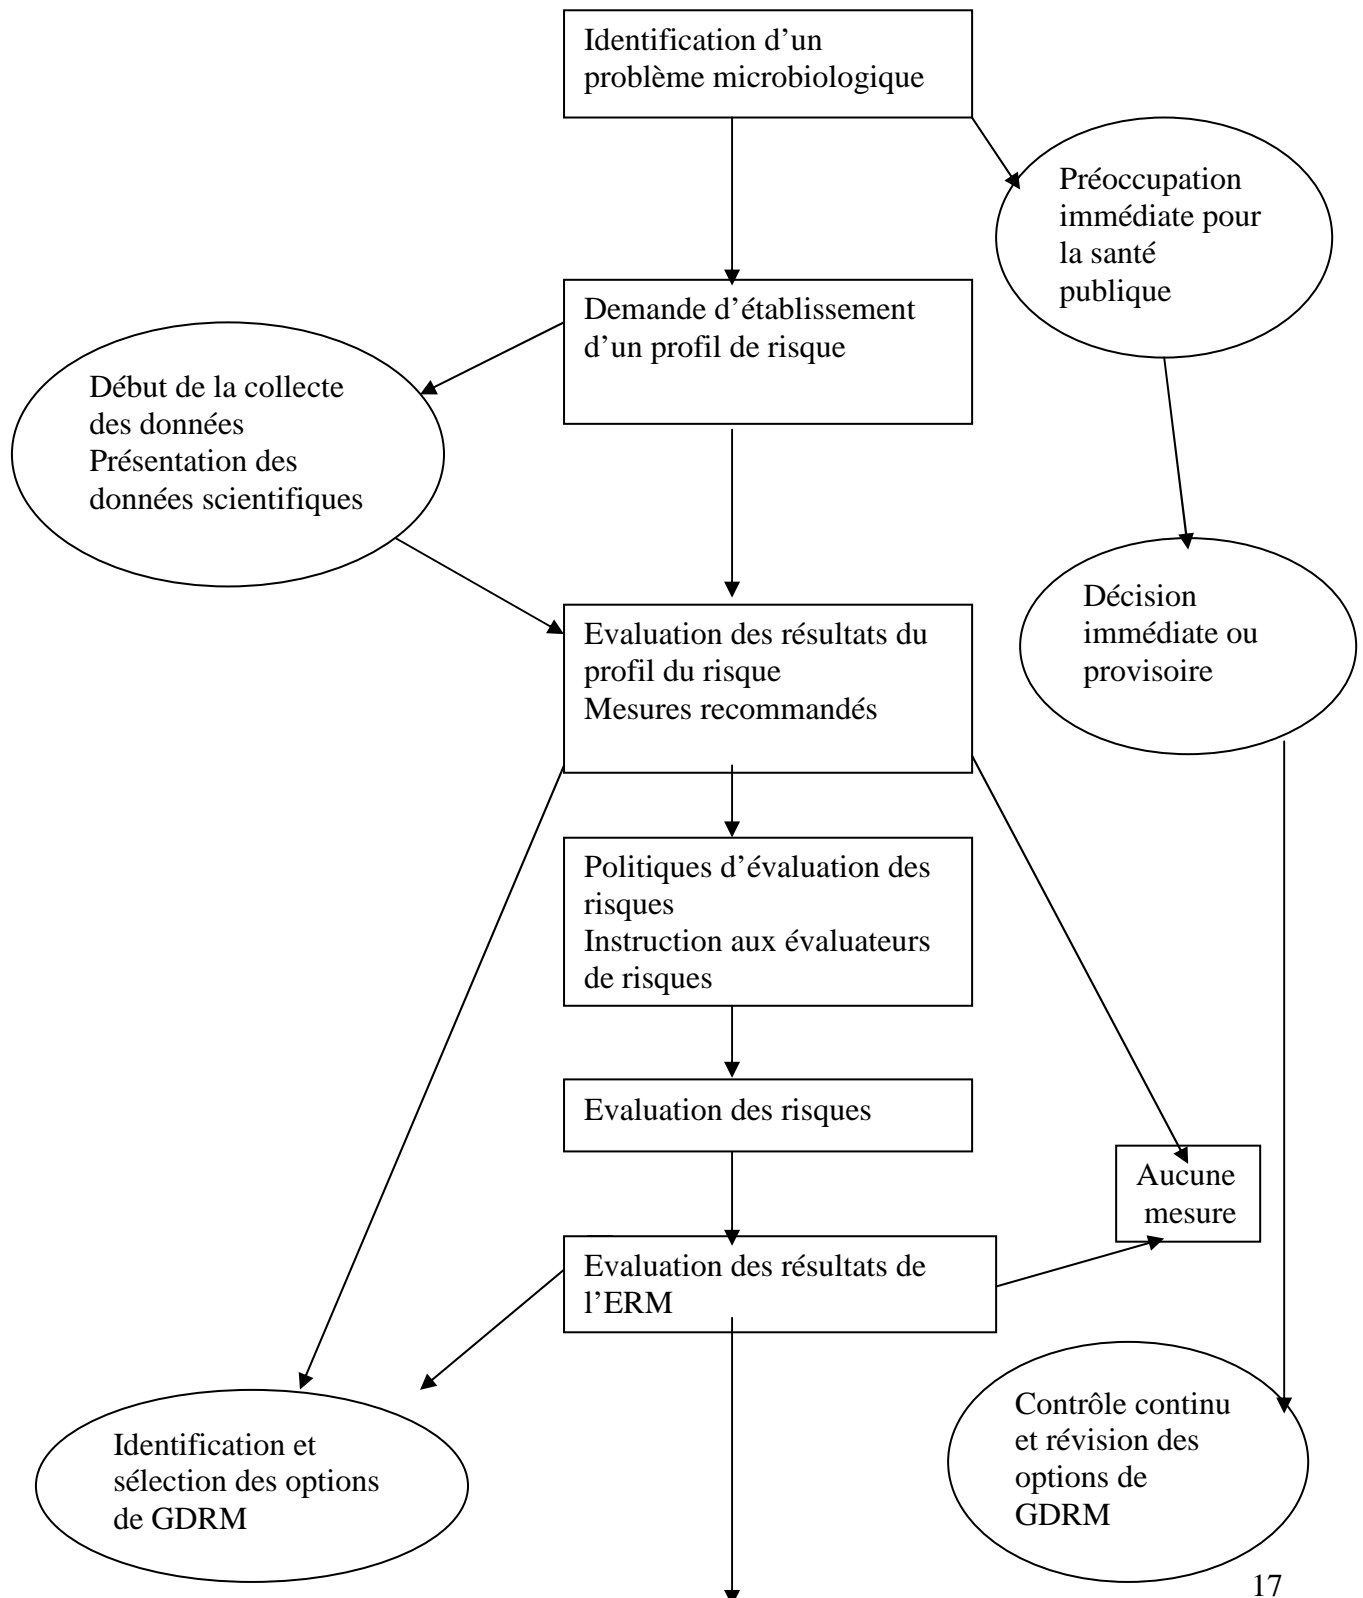 Identification d’un
problème microbiologique
Préoccupation
immédiate pour
la santé
publique
Demande d’établissement
d’un profil de risque
Début de la collecte
des données
Présentation des
données scientifiques
Décision
immédiate ou
provisoire
Evaluation des résultats du
profil du risque
Mesures recommandés
Politiques d’évaluation des
risques
Instruction aux évaluateurs
de risques
Evaluation des risques
Aucune
mesure
Evaluation des résultats de
l’ERM
Contrôle continu
et révision des
options de
GDRM
Identification et
sélection des options
de GDRM
17